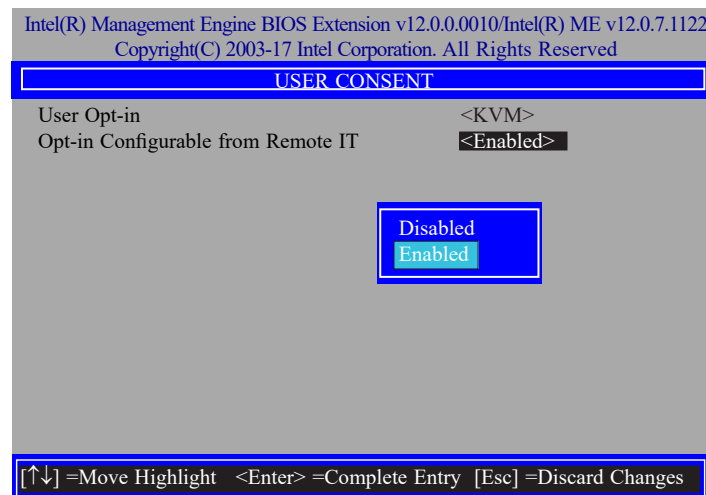 Intel(R) Management Engine BIOS Extension v12.0.0.0010/Intel(R) ME v12.0.7.1122
Copyright(C) 2003-17 Intel Corporation. All Rights Reserved
USER CONSENT
User Opt-in <KVM>
Opt-in Configurable from Remote IT <Enabled>
Disabled
Enabled
[↑↓] =Move Highlight <Enter> =Complete Entry [Esc] =Discard Changes